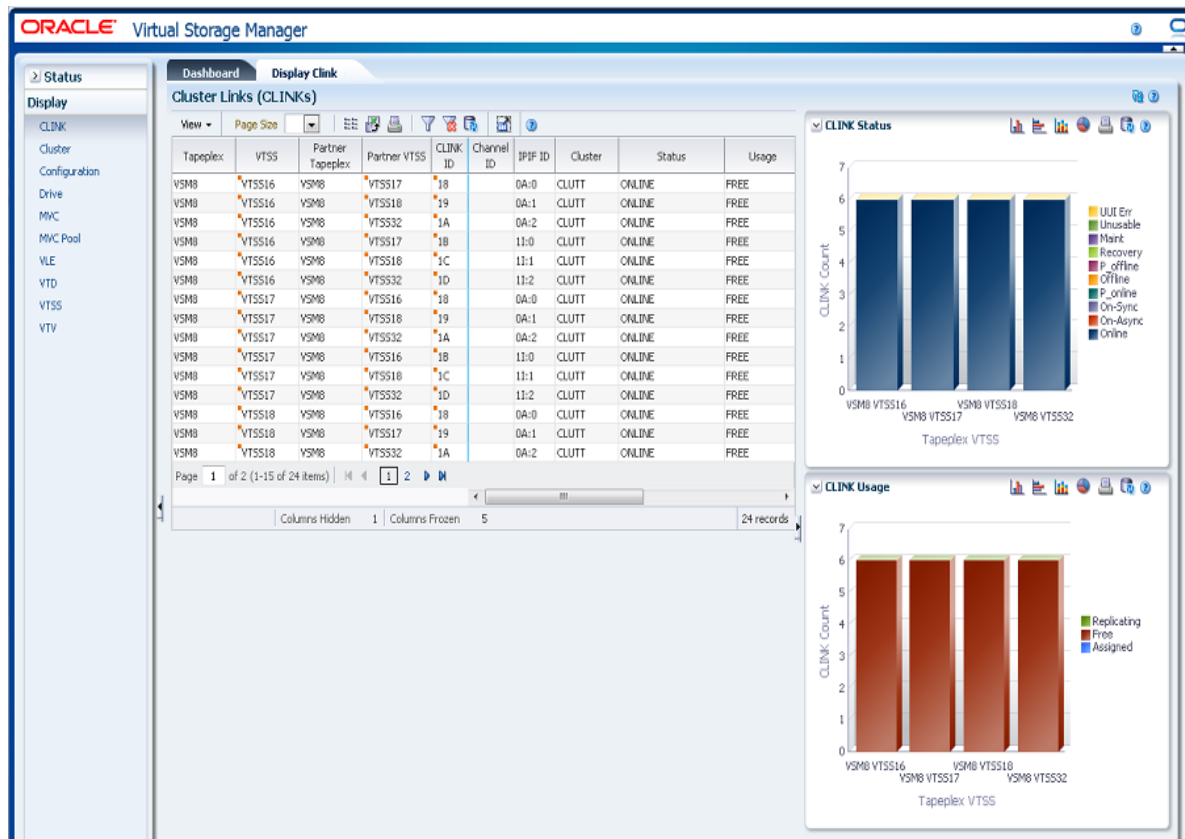 ORACLE Virtual Storage Manager
Status
Display
CLINK
Cluster
Configuration
Drive
MVC
MVC Pool
VLE
VTD
VTSS
VTV
Dashboard Display Clink
Cluster Links (CLINKs)
View Page Size
Tapeplex VTSS Partner Tapeplex Partner VTSS CLINK ID Channel ID IPIF ID Cluster Status Usage
VSM8 VTSS16 VSM8 VTSS17 18 0A:0 CLUTT ONLINE FREE
VSM8 VTSS16 VSM8 VTSS18 19 0A:1 CLUTT ONLINE FREE
VSM8 VTSS16 VSM8 VTSS32 1A 0A:2 CLUTT ONLINE FREE
VSM8 VTSS16 VSM8 VTSS17 1B 1I:0 CLUTT ONLINE FREE
VSM8 VTSS16 VSM8 VTSS18 1C 1I:1 CLUTT ONLINE FREE
VSM8 VTSS16 VSM8 VTSS32 1D 1I:2 CLUTT ONLINE FREE
VSM8 VTSS17 VSM8 VTSS16 18 0A:0 CLUTT ONLINE FREE
VSM8 VTSS17 VSM8 VTSS18 19 0A:1 CLUTT ONLINE FREE
VSM8 VTSS17 VSM8 VTSS32 1A 0A:2 CLUTT ONLINE FREE
VSM8 VTSS17 VSM8 VTSS16 1B 1I:0 CLUTT ONLINE FREE
VSM8 VTSS17 VSM8 VTSS18 1C 1I:1 CLUTT ONLINE FREE
VSM8 VTSS17 VSM8 VTSS32 1D 1I:2 CLUTT ONLINE FREE
VSM8 VTSS18 VSM8 VTSS16 18 0A:0 CLUTT ONLINE FREE
VSM8 VTSS18 VSM8 VTSS17 19 0A:1 CLUTT ONLINE FREE
VSM8 VTSS18 VSM8 VTSS32 1A 0A:2 CLUTT ONLINE FREE
Page 1 of 2 (1-15 of 24 items) 1 2
Columns Hidden 1 Columns Frozen 5 24 records
CLINK Status
7
6
5
4
3
2
1
0
CLINK Count
VSM8 VTSS16 VSM8 VTSS18
VSM8 VTSS17 VSM8 VTSS32
Tapeplex VTSS
UUI Err
Unusable
Maint
Recovery
P_offline
Offline
P_online
On-Sync
On-Async
Online
CLINK Usage
7
6
5
4
3
2
1
0
CLINK Count
VSM8 VTSS16 VSM8 VTSS18
VSM8 VTSS17 VSM8 VTSS32
Tapeplex VTSS
Replicating
Free
Assigned